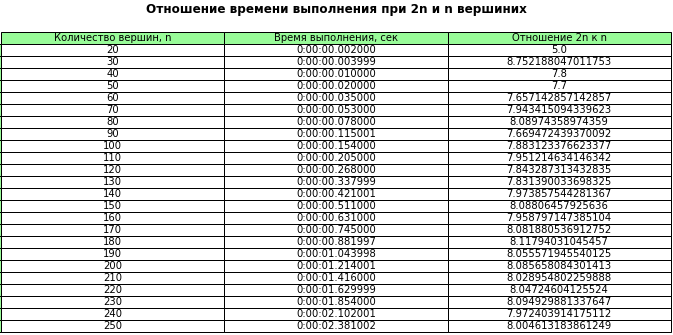 Отношение времени выполнения при 2n и n вершиних
Количество вершин, n Время выполнения, сек Отношение 2n к n
20 0:00:00.002000 5.0
30 0:00:00.003999 8.752188047011753
40 0:00:00.010000 7.8
50 0:00:00.020000 7.7
60 0:00:00.035000 7.657142857142857
70 0:00:00.053000 7.943415094339623
80 0:00:00.078000 8.08974358974359
90 0:00:00.115001 7.669472439370092
100 0:00:00.154000 7.883123376623377
110 0:00:00.205000 7.951214634146342
120 0:00:00.268000 7.843287313432835
130 0:00:00.337999 7.831390033698325
140 0:00:00.421001 7.973857544281367
150 0:00:00.511000 8.08806457925636
160 0:00:00.631000 7.958797147385104
170 0:00:00.745000 8.081880536912752
180 0:00:00.881997 8.11794031045457
190 0:00:01.043998 8.055571945540125
200 0:00:01.214001 8.085658084301413
210 0:00:01.416000 8.028954802259888
220 0:00:01.629999 8.04724604125524
230 0:00:01.854000 8.094929881337647
240 0:00:02.102001 7.972403914175112
250 0:00:02.381002 8.004613183861249